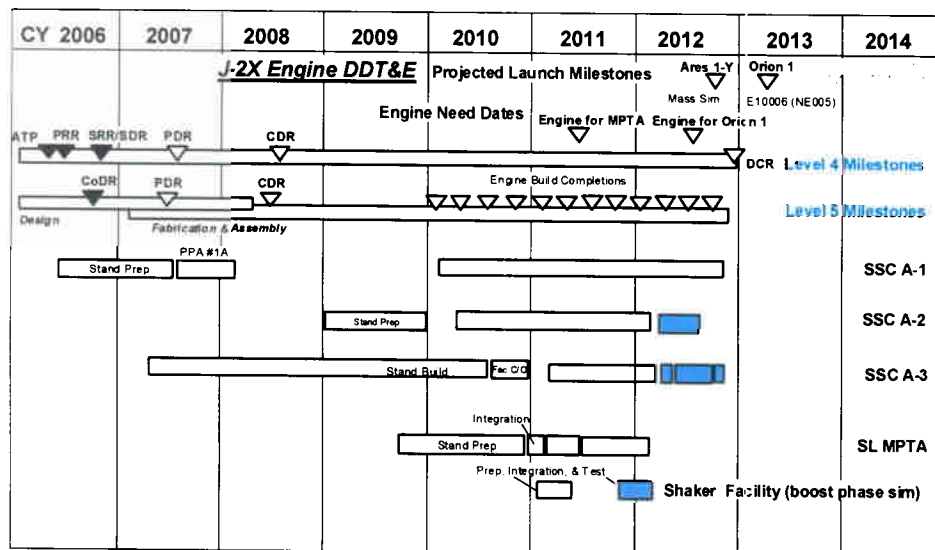 CY 2006 2007 2008 2009 2010 2011 2012 2013 2014
J-2X Engine DDT&E Projected Launch Milestones Ares 1-Y Orion 1
Mass Sim E10006 (NE005)
Engine Need Dates
Engine for MPTA Engine for Orion 1
ATP PRR SRR/SDR PDR CDR
DCR Level 4 Milestones
CoDR PDR CDR Engine Build Completions
Level 5 Milestones
Design Fabrication & Assembly
PPA #1A
Stand Prep SSC A-1
Stand Prep SSC A-2
Stand Build Fac C/O SSC A-3
Integration
Stand Prep SL MPTA
Prep, Integration, & Test
Shaker Facility (boost phase sim)